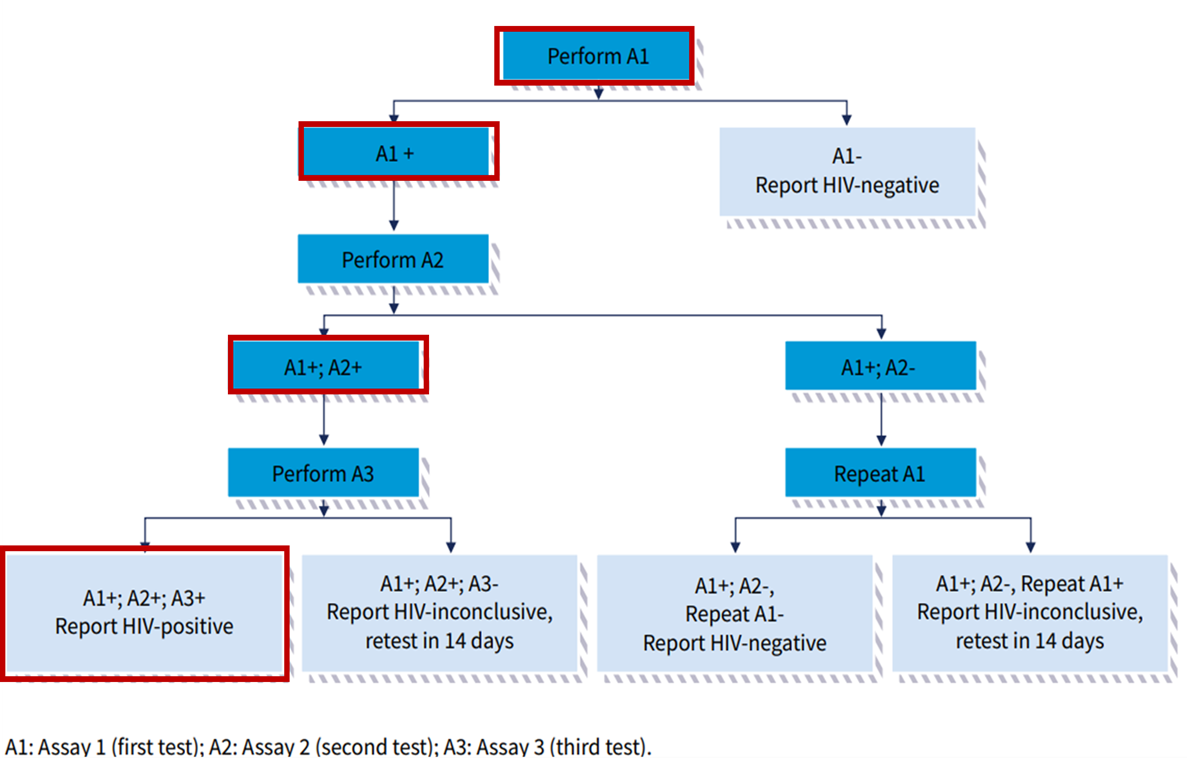 Perform A1
A1 +
A1-
Report HIV-negative
Perform A2
A1+; A2+
A1+; A2-
Perform A3
Repeat A1
A1+; A2+; A3+
Report HIV-positive
A1+; A2+; A3-
Report HIV-inconclusive,
retest in 14 days
A1+; A2-,
Repeat A1-
Report HIV-negative
A1+; A2-, Repeat A1+
Report HIV-inconclusive,
retest in 14 days
A1: Assay 1 (first test); A2: Assay 2 (second test); A3: Assay 3 (third test).